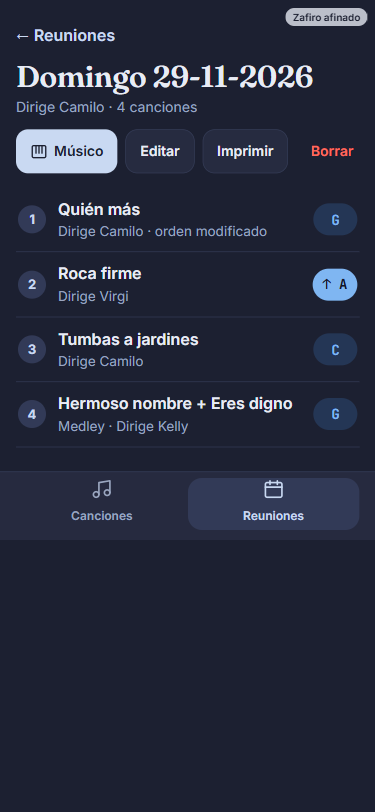 Zafiro afinado
← Reuniones
Domingo 29-11-2026
Dirige Camilo · 4 canciones
Músico
Editar
Imprimir
Borrar
1
Quién más
Dirige Camilo · orden modificado
G
2
Roca firme
Dirige Virgi
↑ A
3
Tumbas a jardines
Dirige Camilo
C
4
Hermoso nombre + Eres digno
Medley · Dirige Kelly
G
Canciones
Reuniones